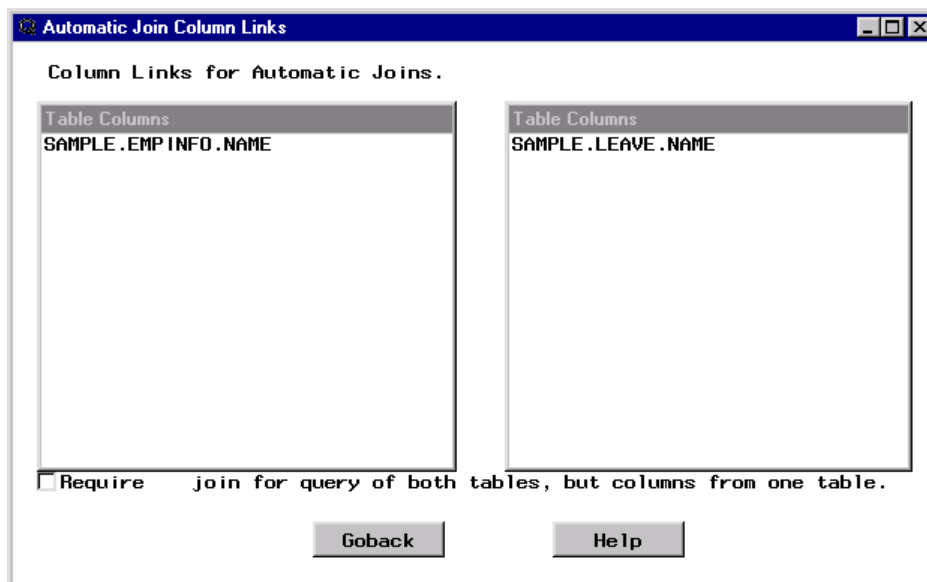 Automatic Join Column Links
Column Links for Automatic Joins.
Table Columns
SAMPLE.EMPINFO.NAME
Table Columns
SAMPLE.LEAVE.NAME
Require join for query of both tables, but columns from one table.
Goback
Help